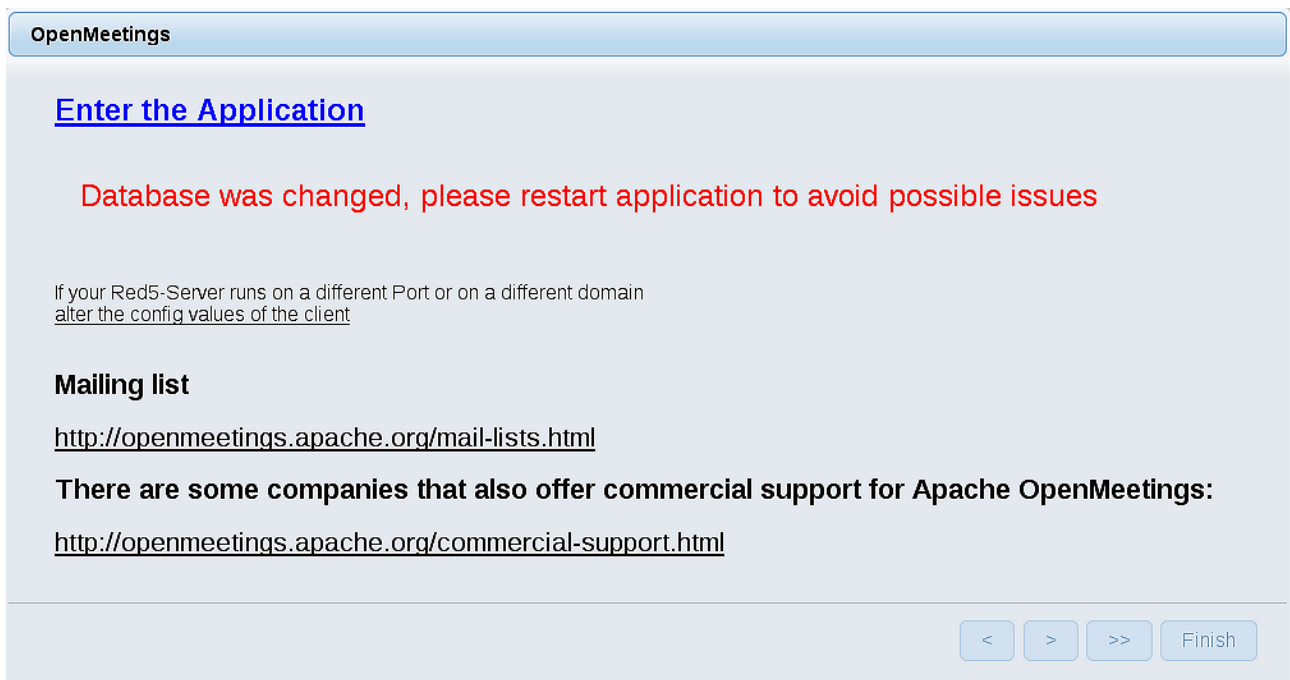 OpenMeetings
Enter the Application
Database was changed, please restart application to avoid possible issues
If your Red5-Server runs on a different Port or on a different domain
alter the config values of the client
Mailing list
http://openmeetings.apache.org/mail-lists.html
There are some companies that also offer commercial support for Apache OpenMeetings:
http://openmeetings.apache.org/commercial-support.html
< > >> Finish